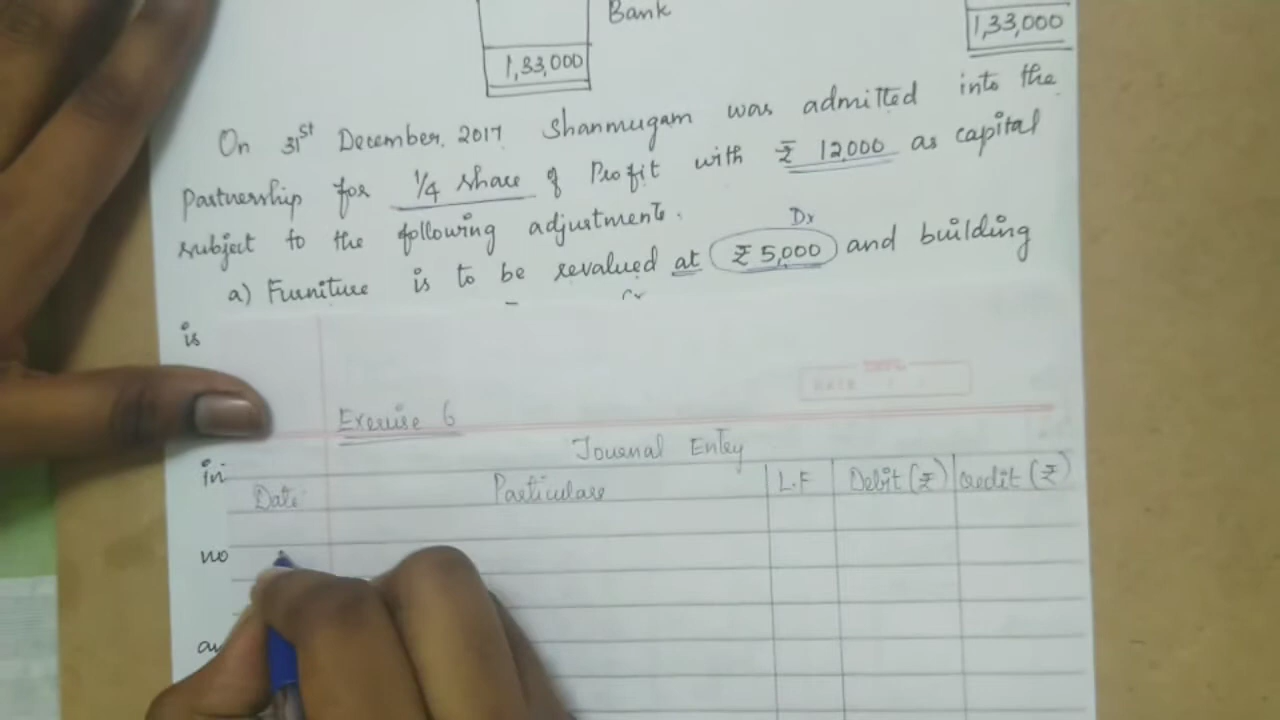 Bank
1,33,000
1,33,000
On 31st December, 2017 Shanmugam was admitted into the
Partnership for 1/4 share of Profit with ₹ 12,000 as capital
subject to the following adjustments.
Dr
a) Furniture is to be revalued at ₹ 5,000 and building
is
Exercise 6
Journal Entry
in
Date Particulars L.F Debit (₹) Credit (₹)
no